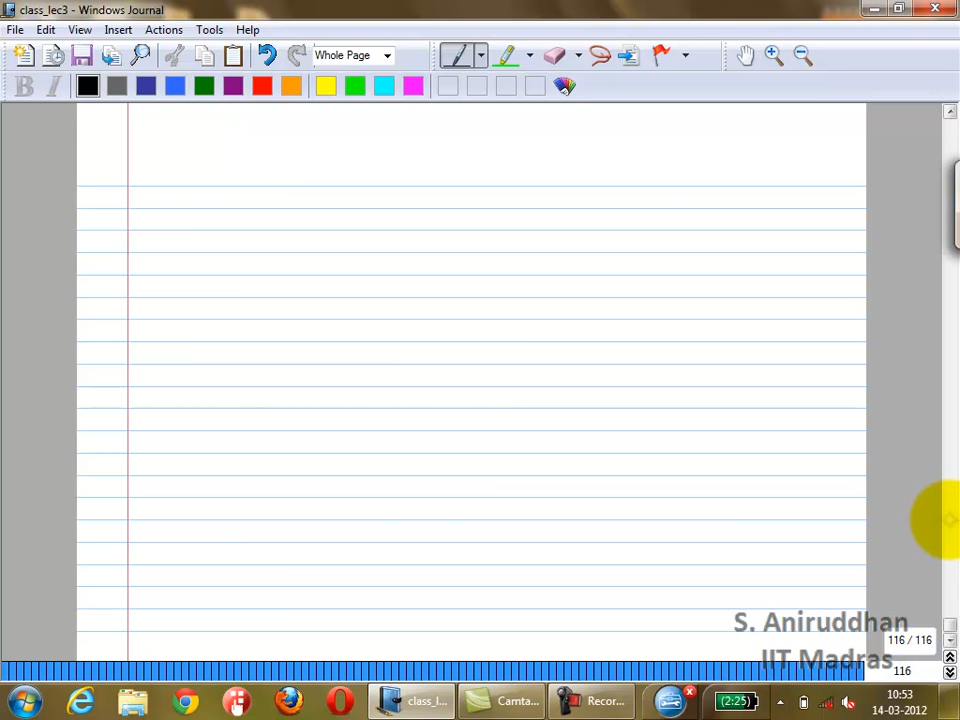 class_lec3 - Windows Journal
File Edit View Insert Actions Tools Help
Whole Page
B I
S. Aniruddhan
116 / 116
IIT Madras
116
class_l... Camta... Recor... (2:25) 10:53
14-03-2012